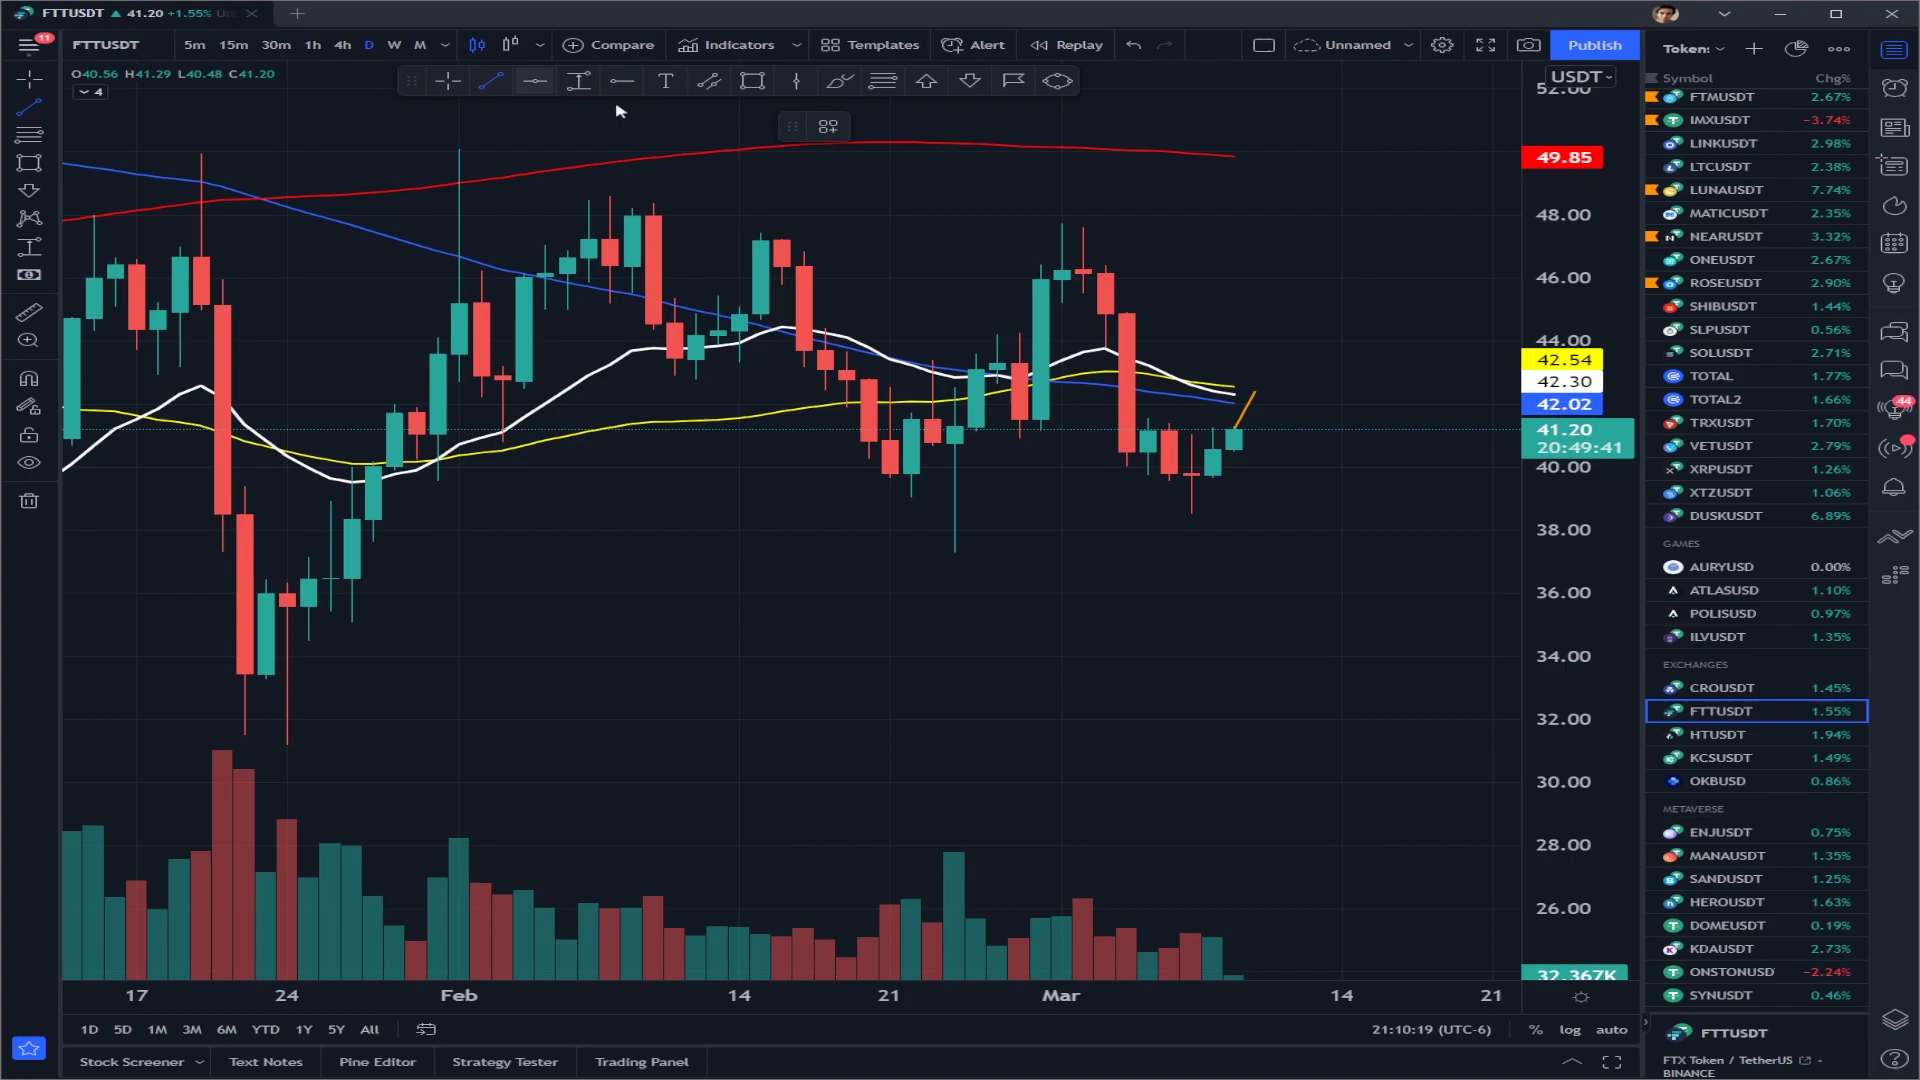 FTTUSDT ▲ 41.20 +1.55%
11 FTTUSDT 5m 15m 30m 1h 4h D W M Compare Indicators Templates Alert Replay Unnamed Publish
O40.56 H41.29 L40.48 C41.20
4
USDT
52.00
49.85
48.00
46.00
44.00
42.54
42.30
42.02
41.20
20:49:41
40.00
38.00
36.00
34.00
32.00
30.00
28.00
26.00
32.367K
17 24 Feb 14 21 Mar 14 21
1D 5D 1M 3M 6M YTD 1Y 5Y All
21:10:19 (UTC-6) % log auto
Stock Screener Text Notes Pine Editor Strategy Tester Trading Panel
Token:
Symbol Chg%
FTMUSDT 2.67%
IMXUSDT −3.74%
LINKUSDT 2.98%
LTCUSDT 2.38%
LUNAUSDT 7.74%
MATICUSDT 2.35%
NEARUSDT 3.32%
ONEUSDT 2.67%
ROSEUSDT 2.90%
SHIBUSDT 1.44%
SLPUSDT 0.56%
SOLUSDT 2.71%
TOTAL 1.77%
TOTAL2 1.66%
TRXUSDT 1.70%
VETUSDT 2.79%
XRPUSDT 1.26%
XTZUSDT 1.06%
DUSKUSDT 6.89%
GAMES
AURYUSD 0.00%
ATLASUSD 1.10%
POLISUSD 0.97%
ILVUSDT 1.35%
EXCHANGES
CROUSDT 1.45%
FTTUSDT 1.55%
HTUSDT 1.94%
KCSUSDT 1.49%
OKBUSD 0.86%
METAVERSE
ENJUSDT 0.75%
MANAUSDT 1.35%
SANDUSDT 1.25%
HEROUSDT 1.63%
DOMEUSDT 0.19%
KDAUSDT 2.73%
ONSTONUSD −2.24%
SYNUSDT 0.46%
FTTUSDT
FTX Token / TetherUS
BINANCE
44